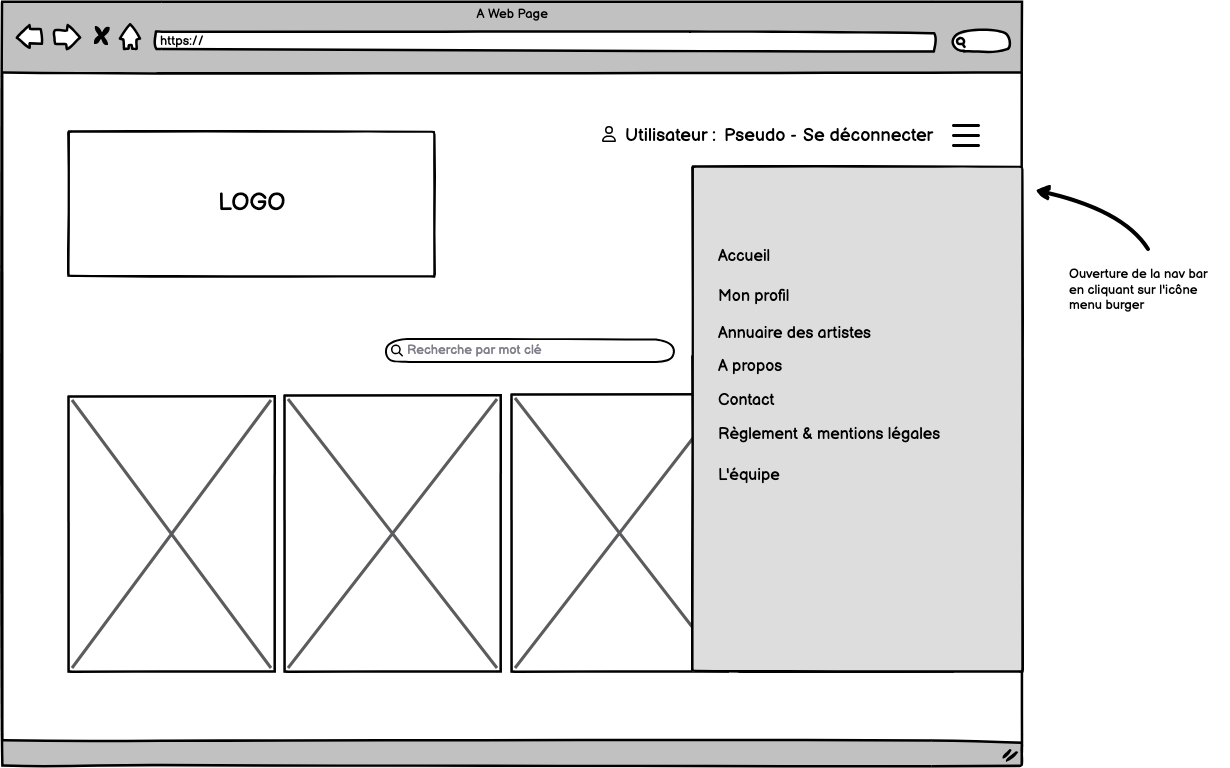 A Web Page
https://
Utilisateur : Pseudo - Se déconnecter
LOGO
Accueil
Mon profil
Annuaire des artistes
A propos
Contact
Règlement & mentions légales
L'équipe
Recherche par mot clé
Ouverture de la nav bar
en cliquant sur l'icône
menu burger